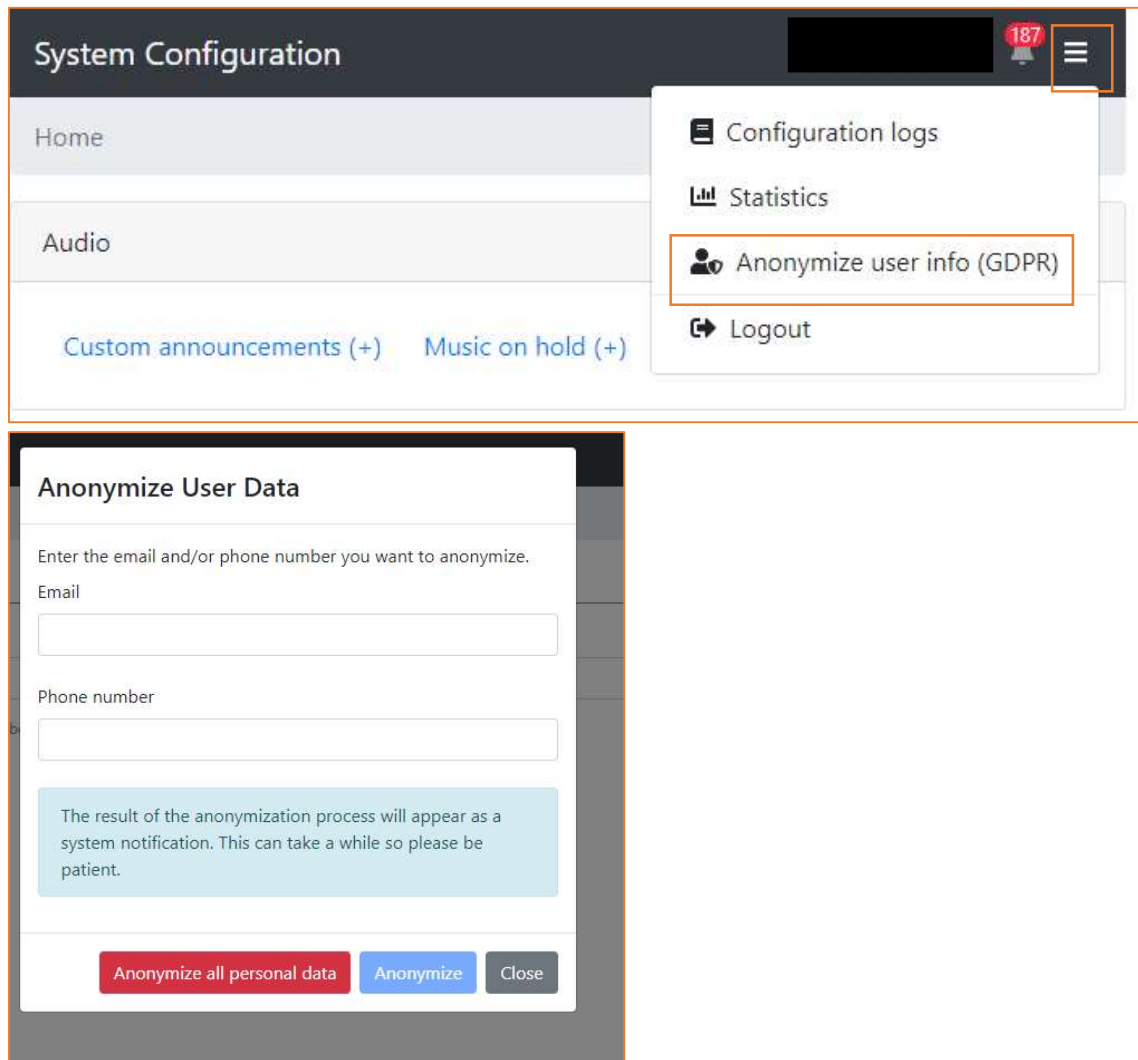 System Configuration
187
Home
Configuration logs
Statistics
Audio
Anonymize user info (GDPR)
Logout
Custom announcements (+) Music on hold (+)
Anonymize User Data
Enter the email and/or phone number you want to anonymize.
Email
Phone number
The result of the anonymization process will appear as a
system notification. This can take a while so please be
patient.
Anonymize all personal data Anonymize Close